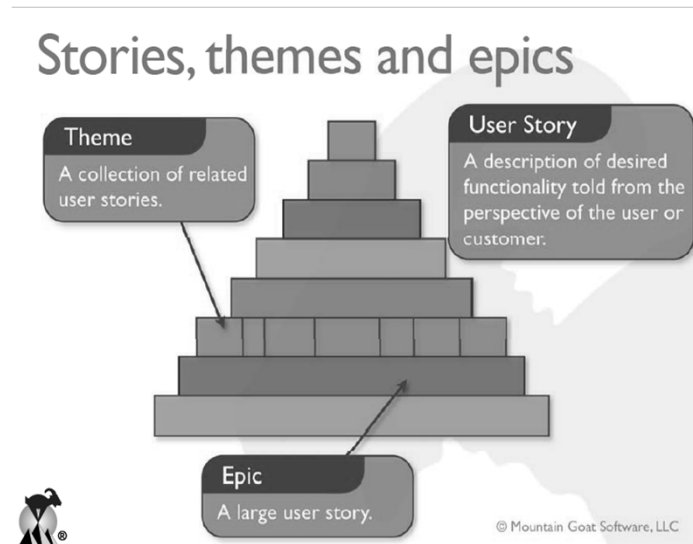 Stories, themes and epics
Theme
A collection of related
user stories.
User Story
A description of desired
functionality told from the
perspective of the user or
customer.
Epic
A large user story.
®
© Mountain Goat Software, LLC